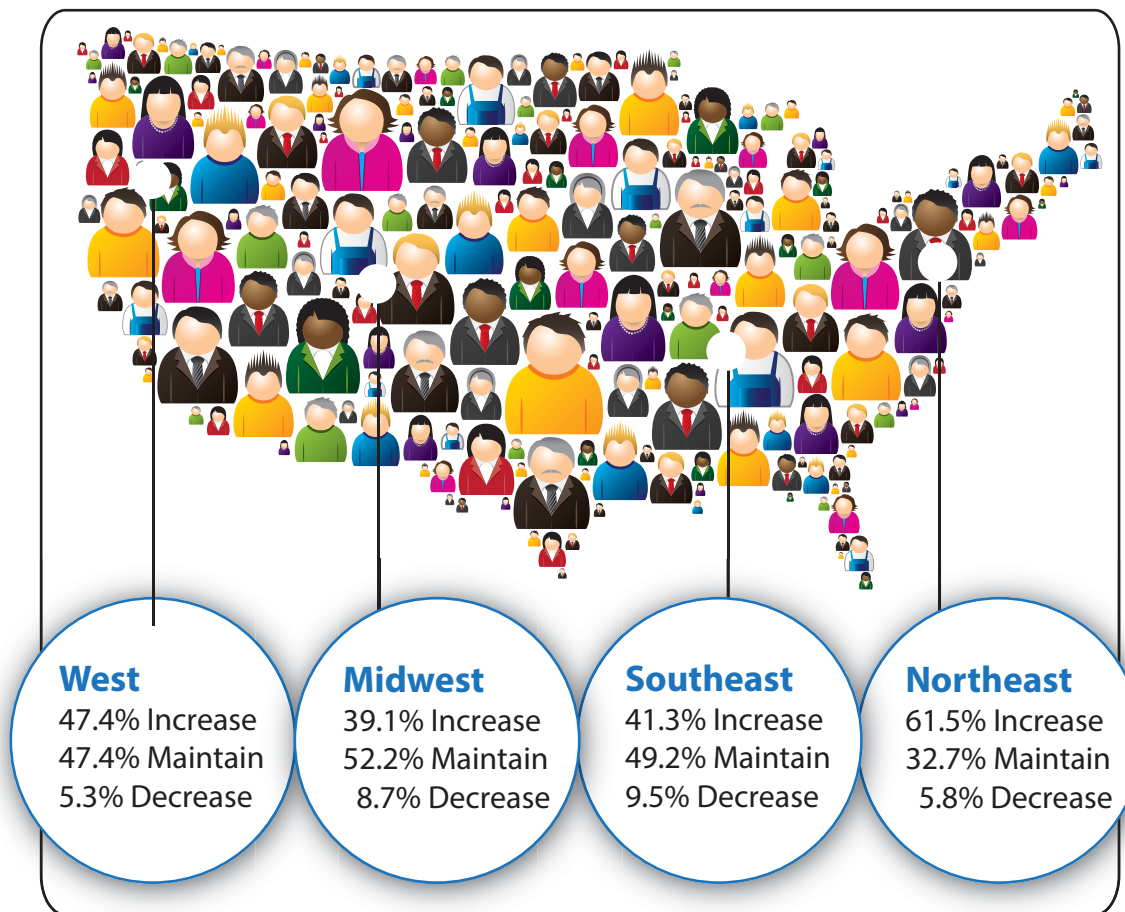 West
47.4% Increase
47.4% Maintain
5.3% Decrease
Midwest
39.1% Increase
52.2% Maintain
8.7% Decrease
Southeast
41.3% Increase
49.2% Maintain
9.5% Decrease
Northeast
61.5% Increase
32.7% Maintain
5.8% Decrease